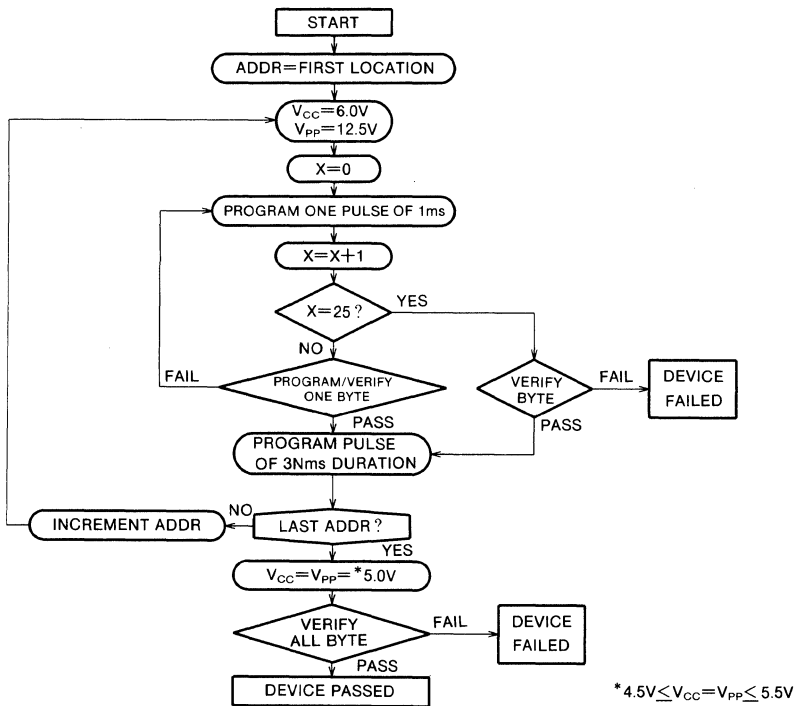 START
ADDR=FIRST LOCATION
VCC=6.0V
VPP=12.5V
X=0
PROGRAM ONE PULSE OF 1ms
X=X+1
X=25?
YES
NO
FAIL
PROGRAM/VERIFY
ONE BYTE
PASS
VERIFY
BYTE
FAIL
DEVICE
FAILED
PASS
PROGRAM PULSE
OF 3Nms DURATION
NO
INCREMENT ADDR
LAST ADDR?
YES
VCC=VPP=*5.0V
VERIFY
ALL BYTE
FAIL
DEVICE
FAILED
PASS
DEVICE PASSED
*4.5V≤VCC=VPP≤5.5V